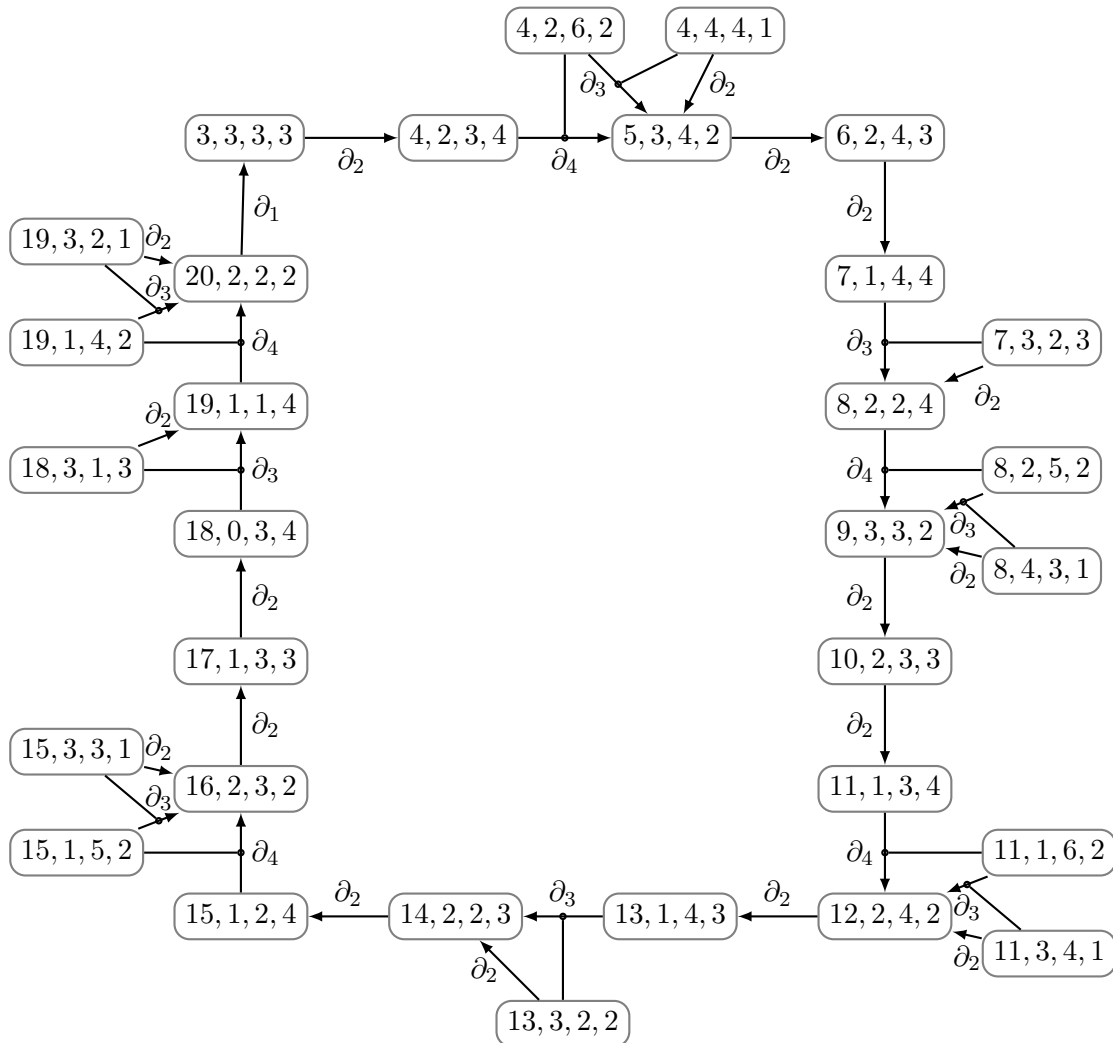 4, 2, 6, 2 4, 4, 4, 1
∂₃ ∂₂
3, 3, 3, 3 4, 2, 3, 4 5, 3, 4, 2 6, 2, 4, 3
∂₂ ∂₄ ∂₂
∂₁ ∂₂
19, 3, 2, 1 ∂₂
20, 2, 2, 2 7, 1, 4, 4
∂₃
19, 1, 4, 2 ∂₄ ∂₃ 7, 3, 2, 3
∂₂
19, 1, 1, 4 8, 2, 2, 4
∂₂
18, 3, 1, 3 ∂₃ ∂₄ 8, 2, 5, 2
18, 0, 3, 4 9, 3, 3, 2 ∂₃
∂₂ 8, 4, 3, 1
∂₂ ∂₂
17, 1, 3, 3 10, 2, 3, 3
∂₂ ∂₂
15, 3, 3, 1 ∂₂
16, 2, 3, 2 11, 1, 3, 4
∂₃
15, 1, 5, 2 ∂₄ ∂₄ 11, 1, 6, 2
∂₂ ∂₃ ∂₂ ∂₃
15, 1, 2, 4 14, 2, 2, 3 13, 1, 4, 3 12, 2, 4, 2
∂₂ 11, 3, 4, 1
∂₂
13, 3, 2, 2